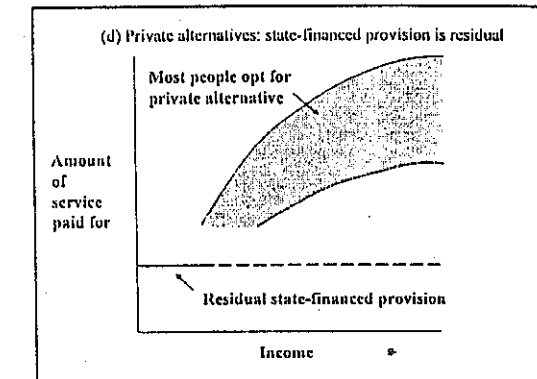 (d) Private alternatives: state-financed provision is residual
Most people opt for
private alternative
Amount
of
service
paid for
Residual state-financed provision
Income